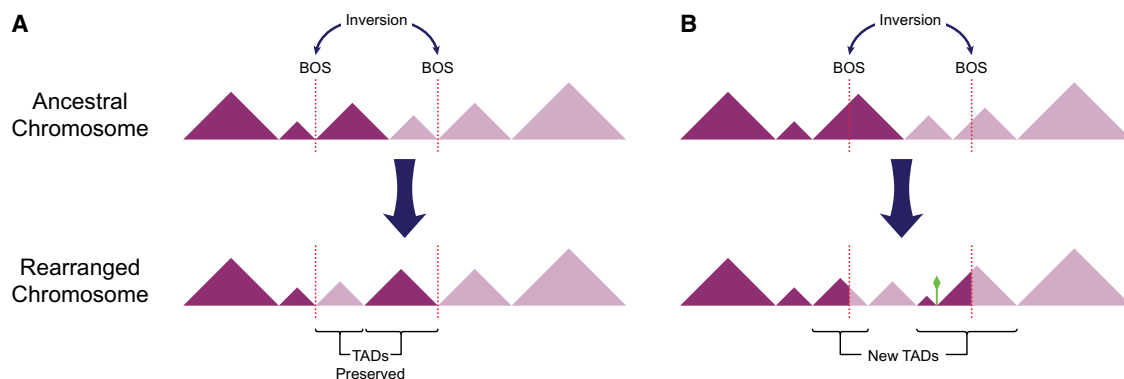 A
Inversion
BOS
BOS
Ancestral
Chromosome
Rearranged
Chromosome
TADs
Preserved
B
Inversion
BOS
BOS
New TADs